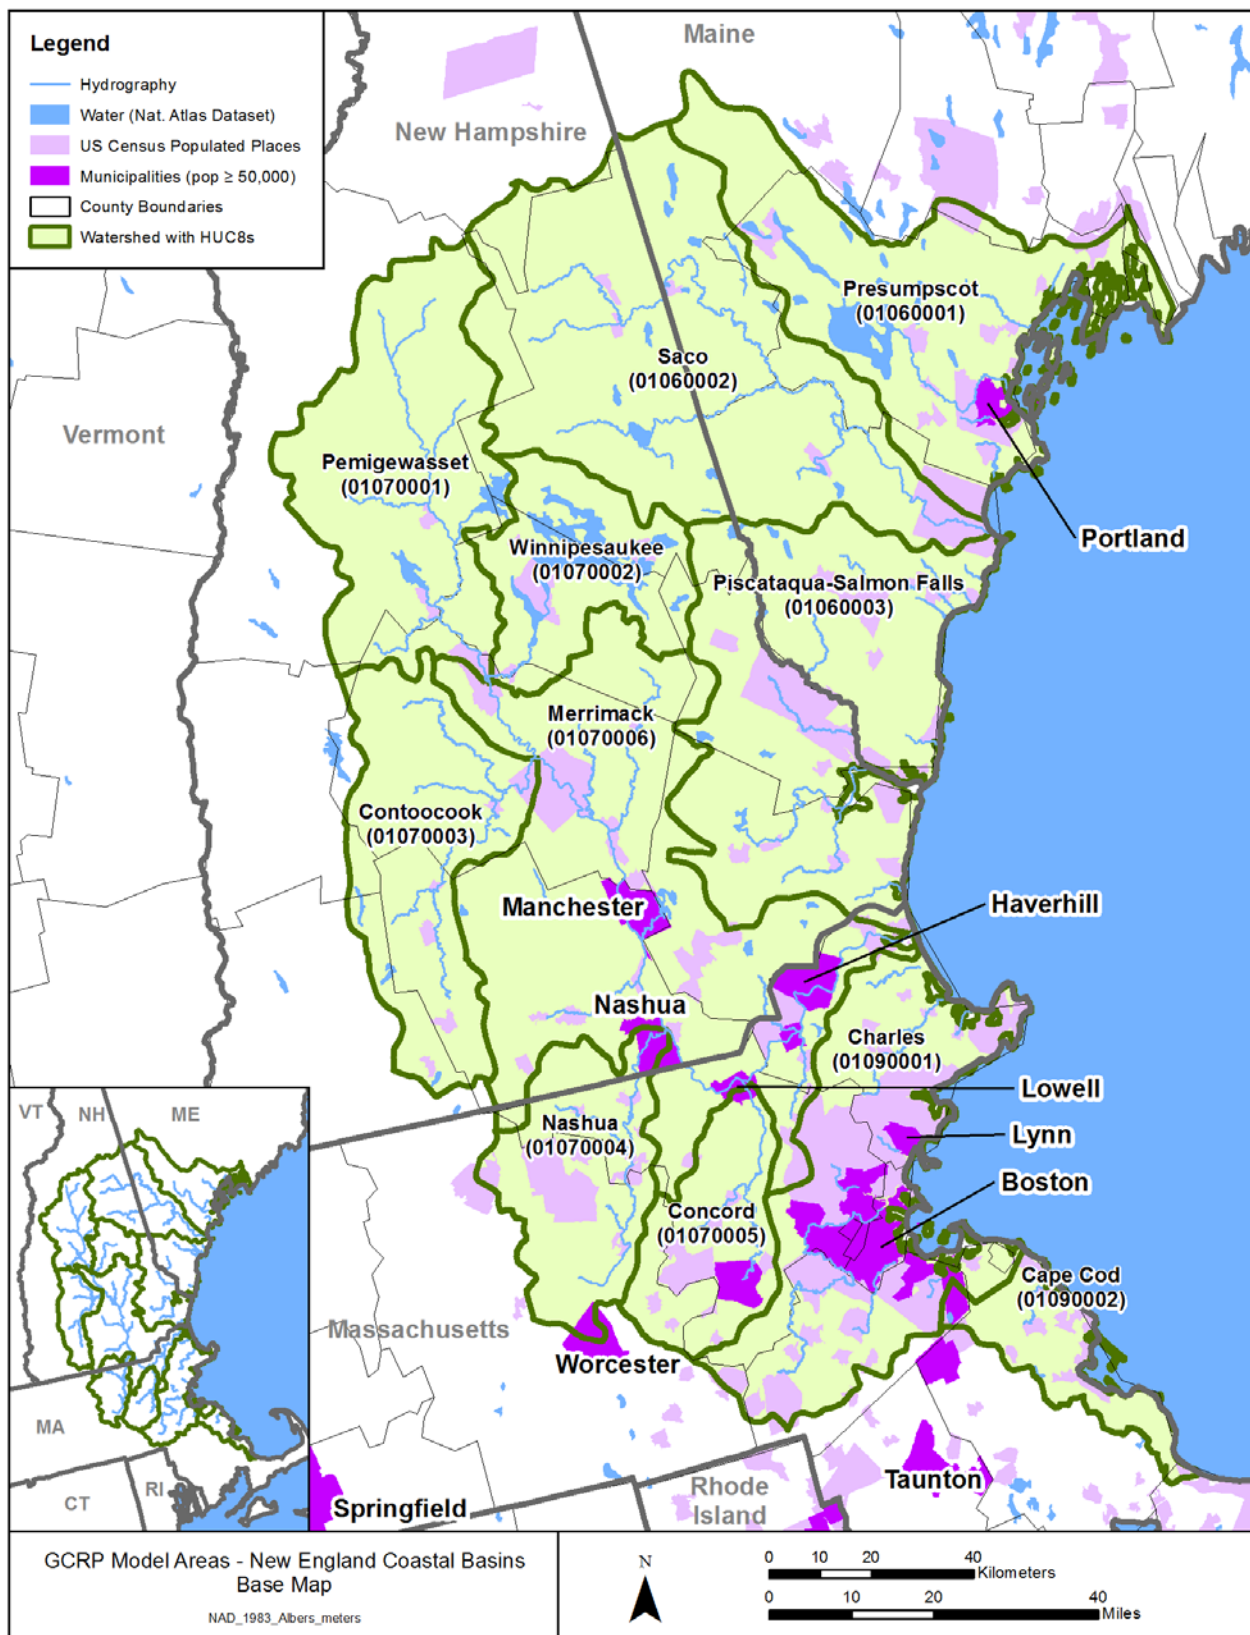 Legend
Hydrography
Water (Nat. Atlas Dataset)
US Census Populated Places
Municipalities (pop ≥ 50,000)
County Boundaries
Watershed with HUC8s
Maine
New Hampshire
Vermont
Presumpscot
(01060001)
Saco
(01060002)
Pemigewasset
(01070001)
Portland
Winnipesaukee
(01070002)
Piscataqua-Salmon Falls
(01060003)
Merrimack
(01070006)
Contoocook
(01070003)
Manchester
Haverhill
Nashua
Charles
(01090001)
Lowell
Nashua
(01070004)
Lynn
Boston
Concord
(01070005)
Cape Cod
(01090002)
Massachusetts
Worcester
Taunton
Rhode
Island
Springfield
VT
NH
ME
MA
CT
RI
GCRP Model Areas - New England Coastal Basins
Base Map
NAD_1983_Albers_meters
N
0 10 20 40
Kilometers
0 10 20 40
Miles